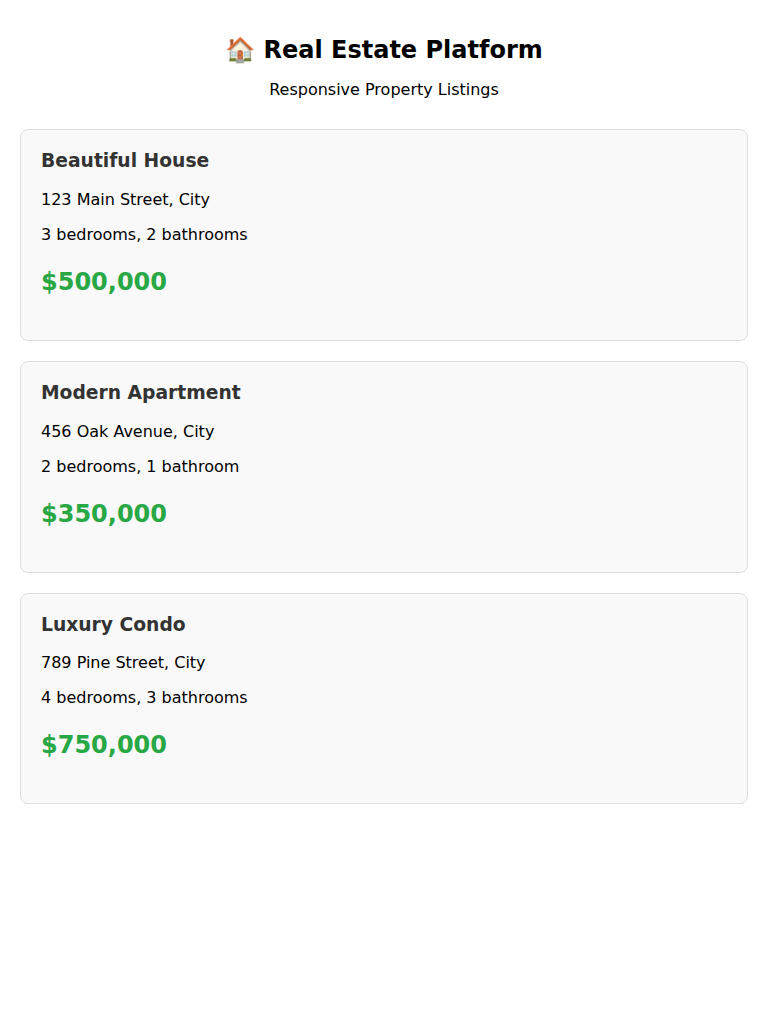 🏠 Real Estate Platform
Responsive Property Listings
Beautiful House
123 Main Street, City
3 bedrooms, 2 bathrooms
$500,000
Modern Apartment
456 Oak Avenue, City
2 bedrooms, 1 bathroom
$350,000
Luxury Condo
789 Pine Street, City
4 bedrooms, 3 bathrooms
$750,000